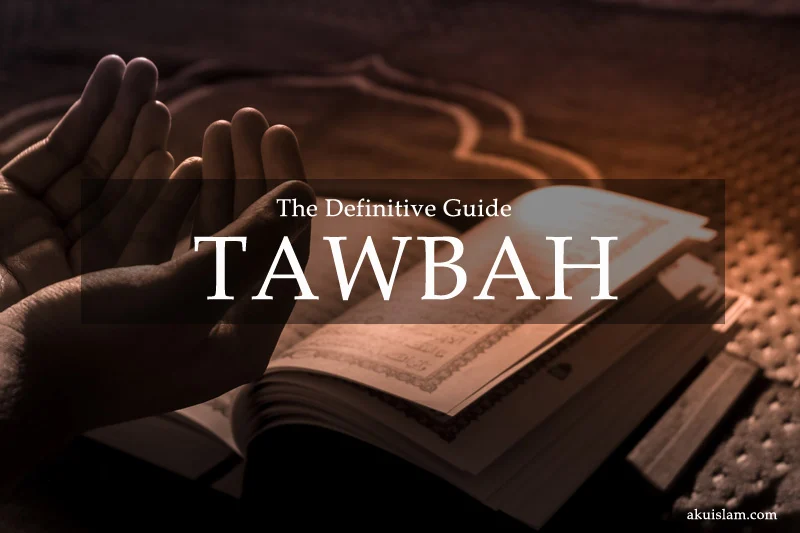 The Definitive Guide
TAWBAH
akuislam.com